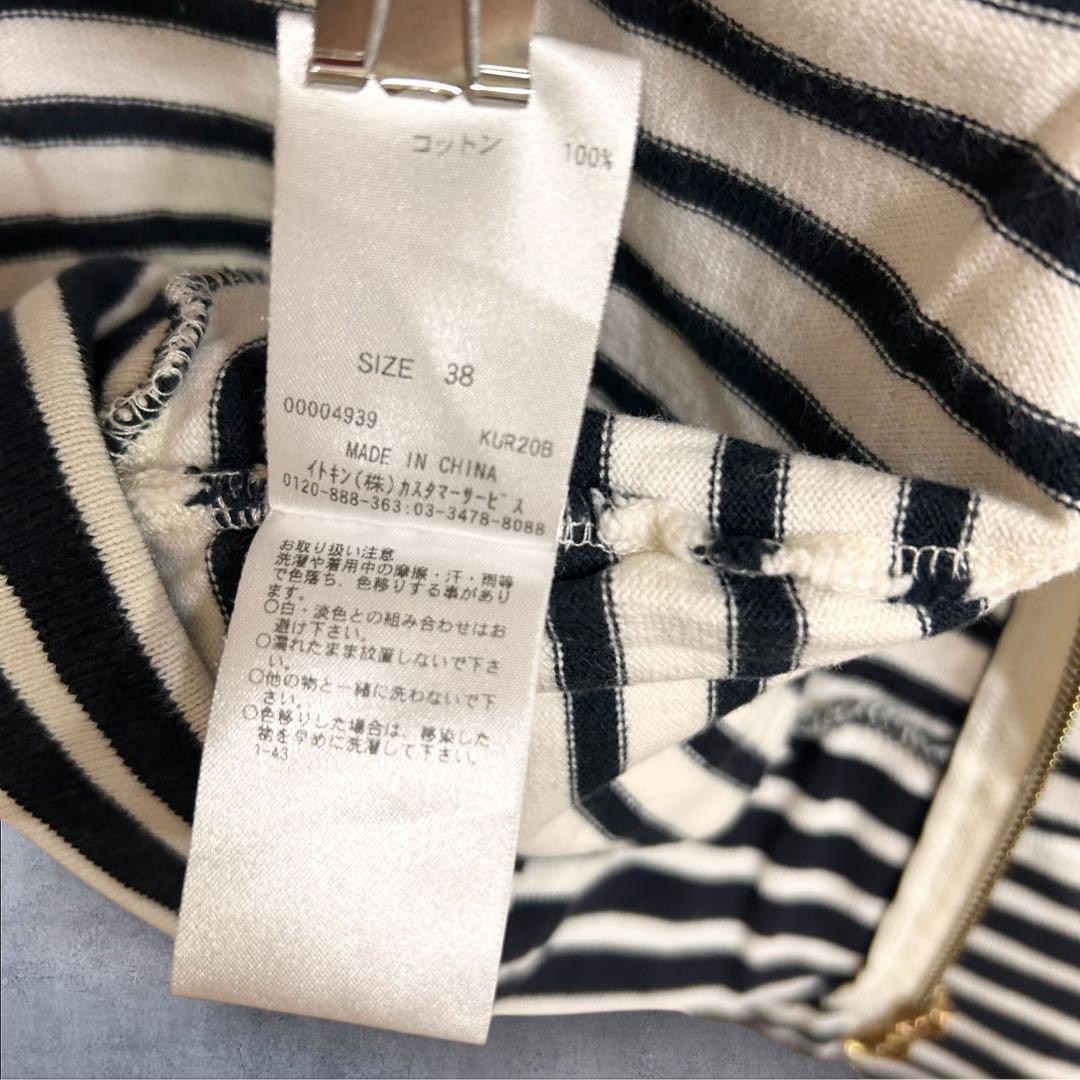 コットン 100%
SIZE 38
00004939 KUR20B
MADE IN CHINA
イトキン(株)カスタマーサービス
0120-888-363:03-3478-8088
お取り扱い注意
洗濯や着用中の摩擦・汗・雨等
で色落ち、色移りする事があり
ます。
○白・淡色との組み合わせはお
避け下さい。
○濡れたまま放置しないで下さ
い。
○他の物と一緒に洗わないで下
さい。
○色移りした場合は、移染した
物を早めに洗濯して下さい。
1-43